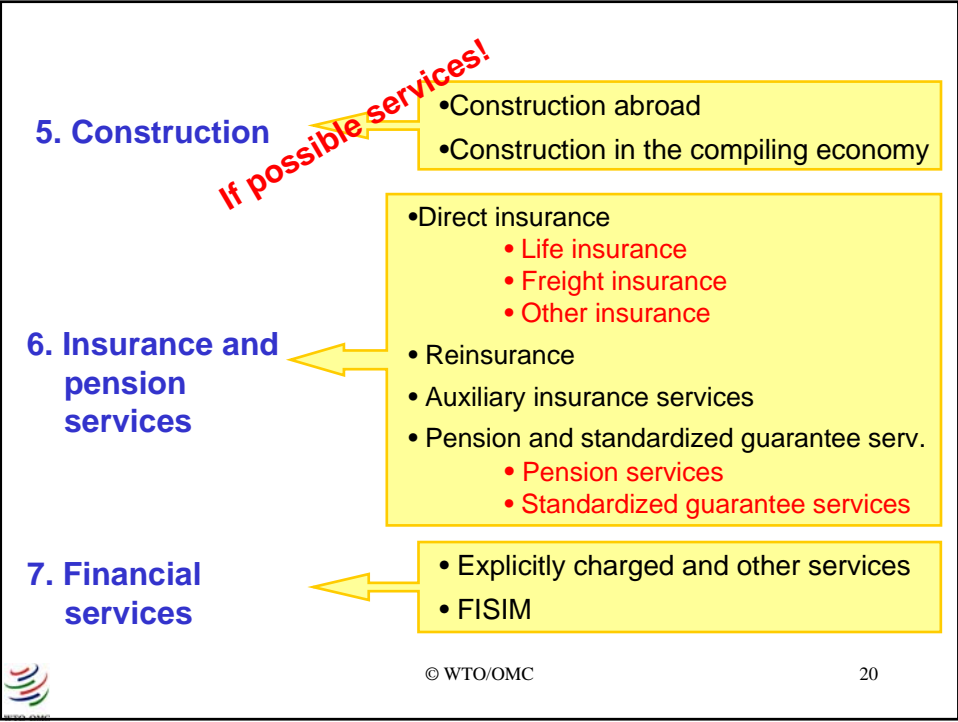 If possible services!
5. Construction
•Construction abroad
•Construction in the compiling economy
6. Insurance and
pension
services
•Direct insurance
• Life insurance
• Freight insurance
• Other insurance
• Reinsurance
• Auxiliary insurance services
• Pension and standardized guarantee serv.
• Pension services
• Standardized guarantee services
7. Financial
services
• Explicitly charged and other services
• FISIM
© WTO/OMC
20
WTO OMC